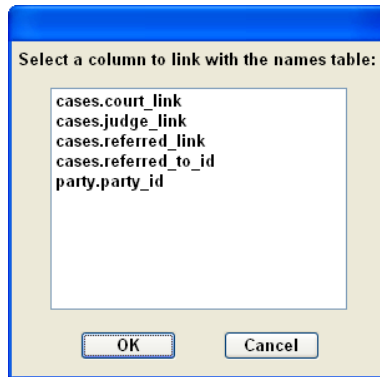 Select a column to link with the names table:
cases.court_link
cases.judge_link
cases.referred_link
cases.referred_to_id
party.party_id
OK
Cancel